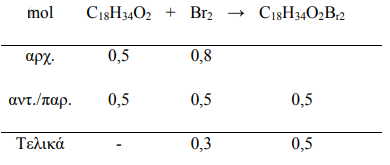 mol C₁₈H₃₄O₂ + Br₂ → C₁₈H₃₄O₂B_r2
αρχ. 0,5 0,8
αντ./παρ. 0,5 0,5 0,5
Τελικά - 0,3 0,5